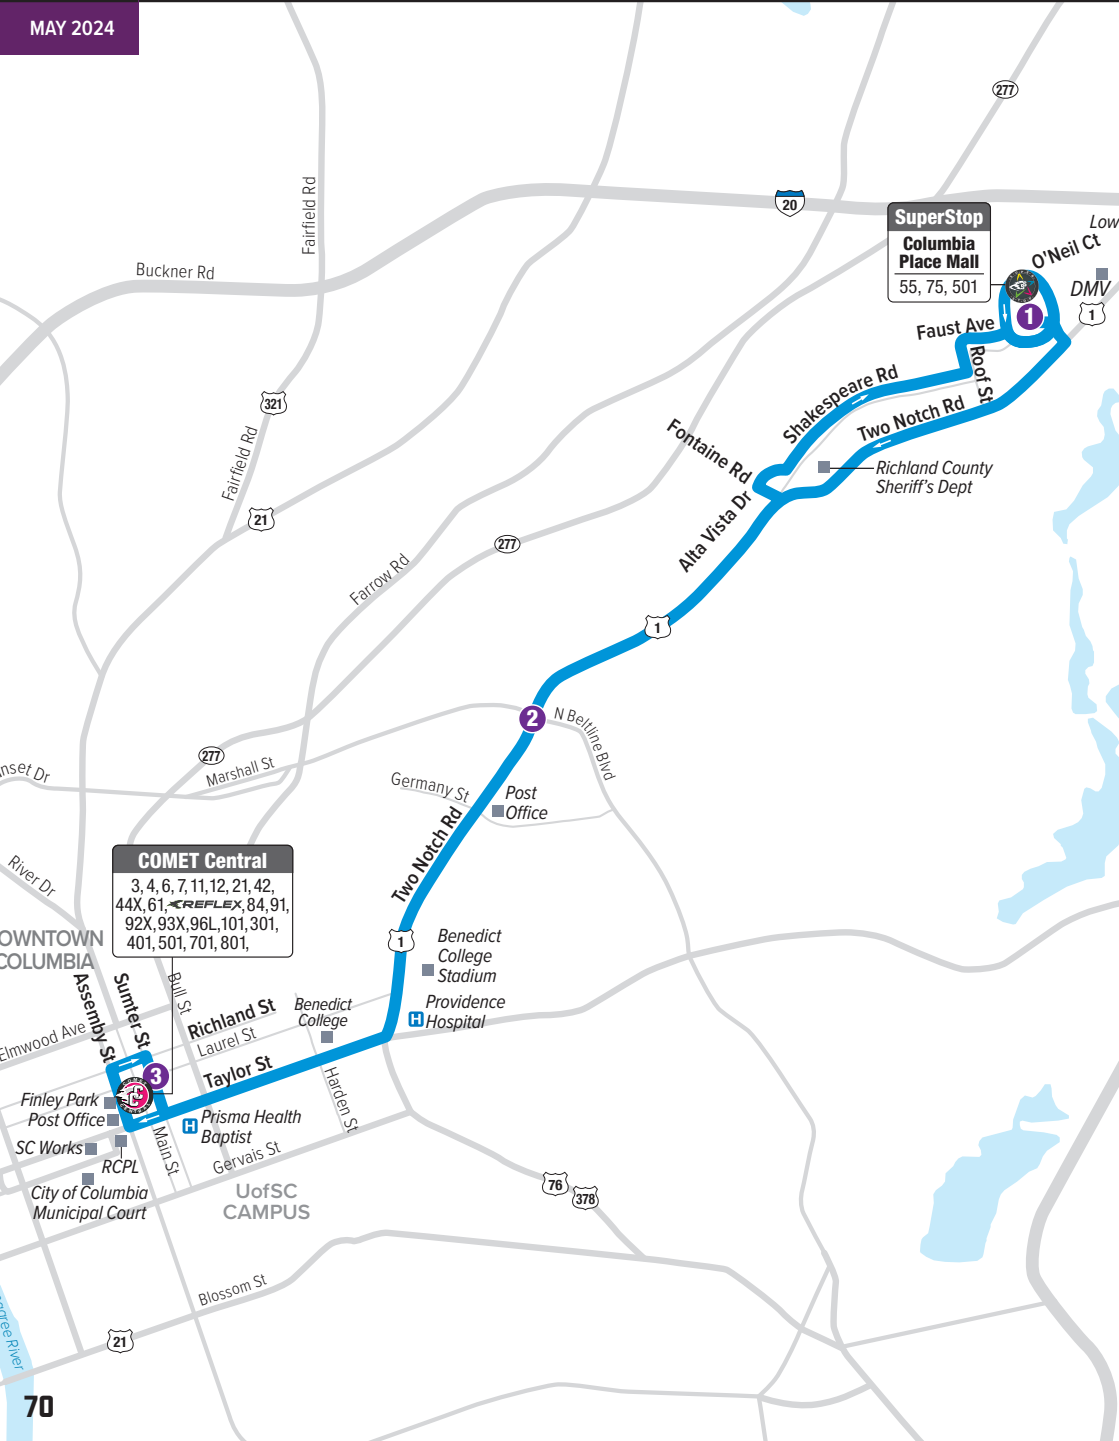 MAY 2024
277
20
SuperStop
Columbia
Place Mall
55, 75, 501
Low
O'Neil Ct
DMV
1
1
Fairfield Rd
Buckner Rd
Faust Ave
Roof St
Shakespeare Rd
Two Notch Rd
321
Fairfield Rd
Fontaine Rd
Richland County
Sheriff's Dept
21
Alta Vista Dr
277
Farrow Rd
1
2
N Beltline Blvd
277
Marshall St
nset Dr
Germany St
Post
Office
Two Notch Rd
COMET Central
3, 4, 6, 7, 11, 12, 21, 42,
44X, 61, REFLEX, 84, 91,
92X, 93X, 96L, 101, 301,
401, 501, 701, 801,
River Dr
OWNTOWN
COLUMBIA
1
Benedict
College
Stadium
Assemby St
Sumter St
Bull St
Richland St
Laurel St
Benedict
College
H
Providence
Hospital
Elmwood Ave
Taylor St
3
Harden St
Finley Park
Post Office
SC Works
RCPL
Main St
H
Prisma Health
Baptist
Gervais St
City of Columbia
Municipal Court
UofSC
CAMPUS
76
378
Blossom St
21
garee River
70